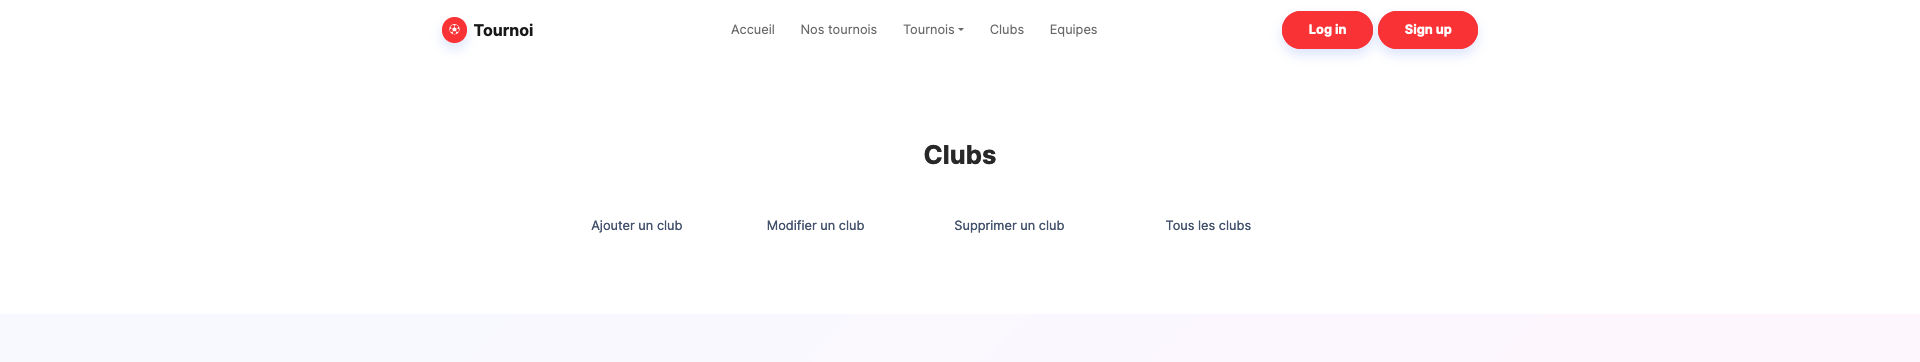 Tournoi Accueil Nos tournois Tournois Clubs Equipes Log in Sign up
Clubs
Ajouter un club Modifier un club Supprimer un club Tous les clubs